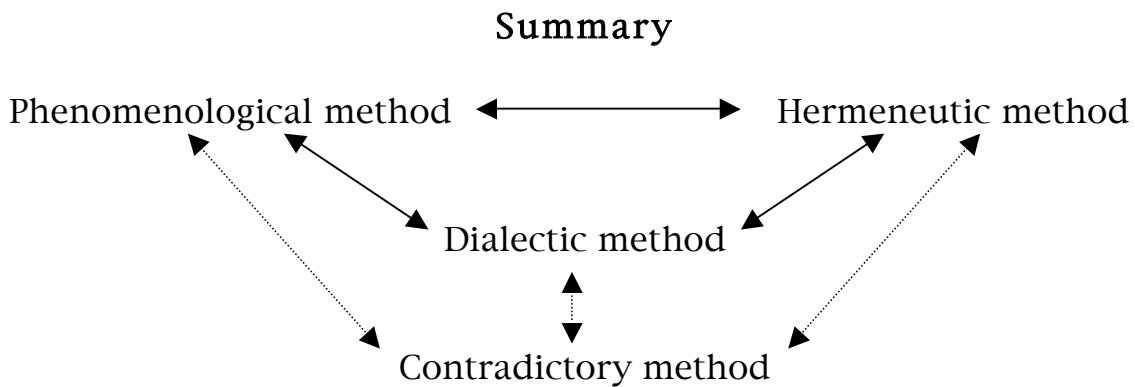 Summary
Phenomenological method Hermeneutic method
Dialectic method
Contradictory method